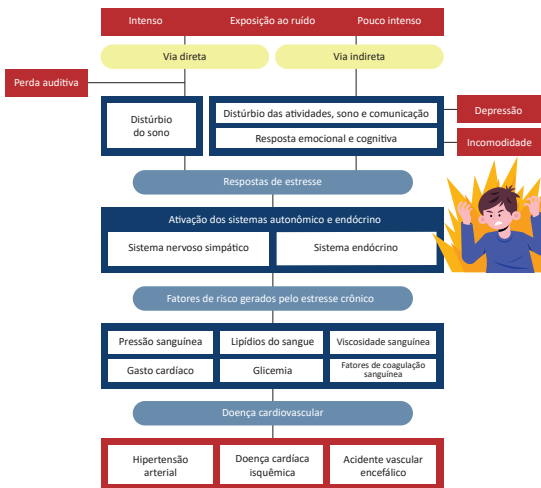 Intenso Exposição ao ruído Pouco intenso
Via direta Via indireta
Perda auditiva
Distúrbio
do sono
Distúrbio das atividades, sono e comunicação
Resposta emocional e cognitiva
Depressão
Incomodidade
Respostas de estresse
Ativação dos sistemas autonômico e endócrino
Sistema nervoso simpático Sistema endócrino
Fatores de risco gerados pelo estresse crônico
Pressão sanguínea Lipídios do sangue Viscosidade sanguínea
Gasto cardíaco Glicemia Fatores de coagulação
sanguínea
Doença cardiovascular
Hipertensão
arterial
Doença cardíaca
isquêmica
Acidente vascular
encefálico